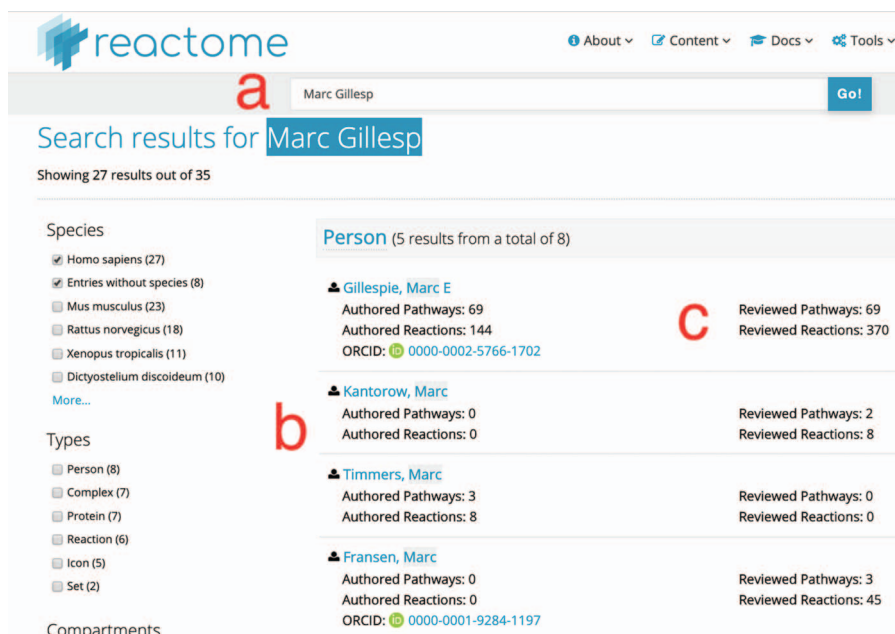 reactome
About
Content
Docs
Tools
a
Marc Gillesp
Go!
Search results for Marc Gillesp
Showing 27 results out of 35
Species
Homo sapiens (27)
Entries without species (8)
Mus musculus (23)
Rattus norvegicus (18)
Xenopus tropicalis (11)
Dictyostelium discoideum (10)
More...
Types
Person (8)
Complex (7)
Protein (7)
Reaction (6)
Icon (5)
Set (2)
Compartments
Person (5 results from a total of 8)
Gillespie, Marc E
Authored Pathways: 69
Authored Reactions: 144
ORCID: iD 0000-0002-5766-1702
c
Reviewed Pathways: 69
Reviewed Reactions: 370
b
Kantorow, Marc
Authored Pathways: 0
Authored Reactions: 0
Reviewed Pathways: 2
Reviewed Reactions: 8
Timmers, Marc
Authored Pathways: 3
Authored Reactions: 8
Reviewed Pathways: 0
Reviewed Reactions: 0
Fransen, Marc
Authored Pathways: 0
Authored Reactions: 0
ORCID: iD 0000-0001-9284-1197
Reviewed Pathways: 3
Reviewed Reactions: 45